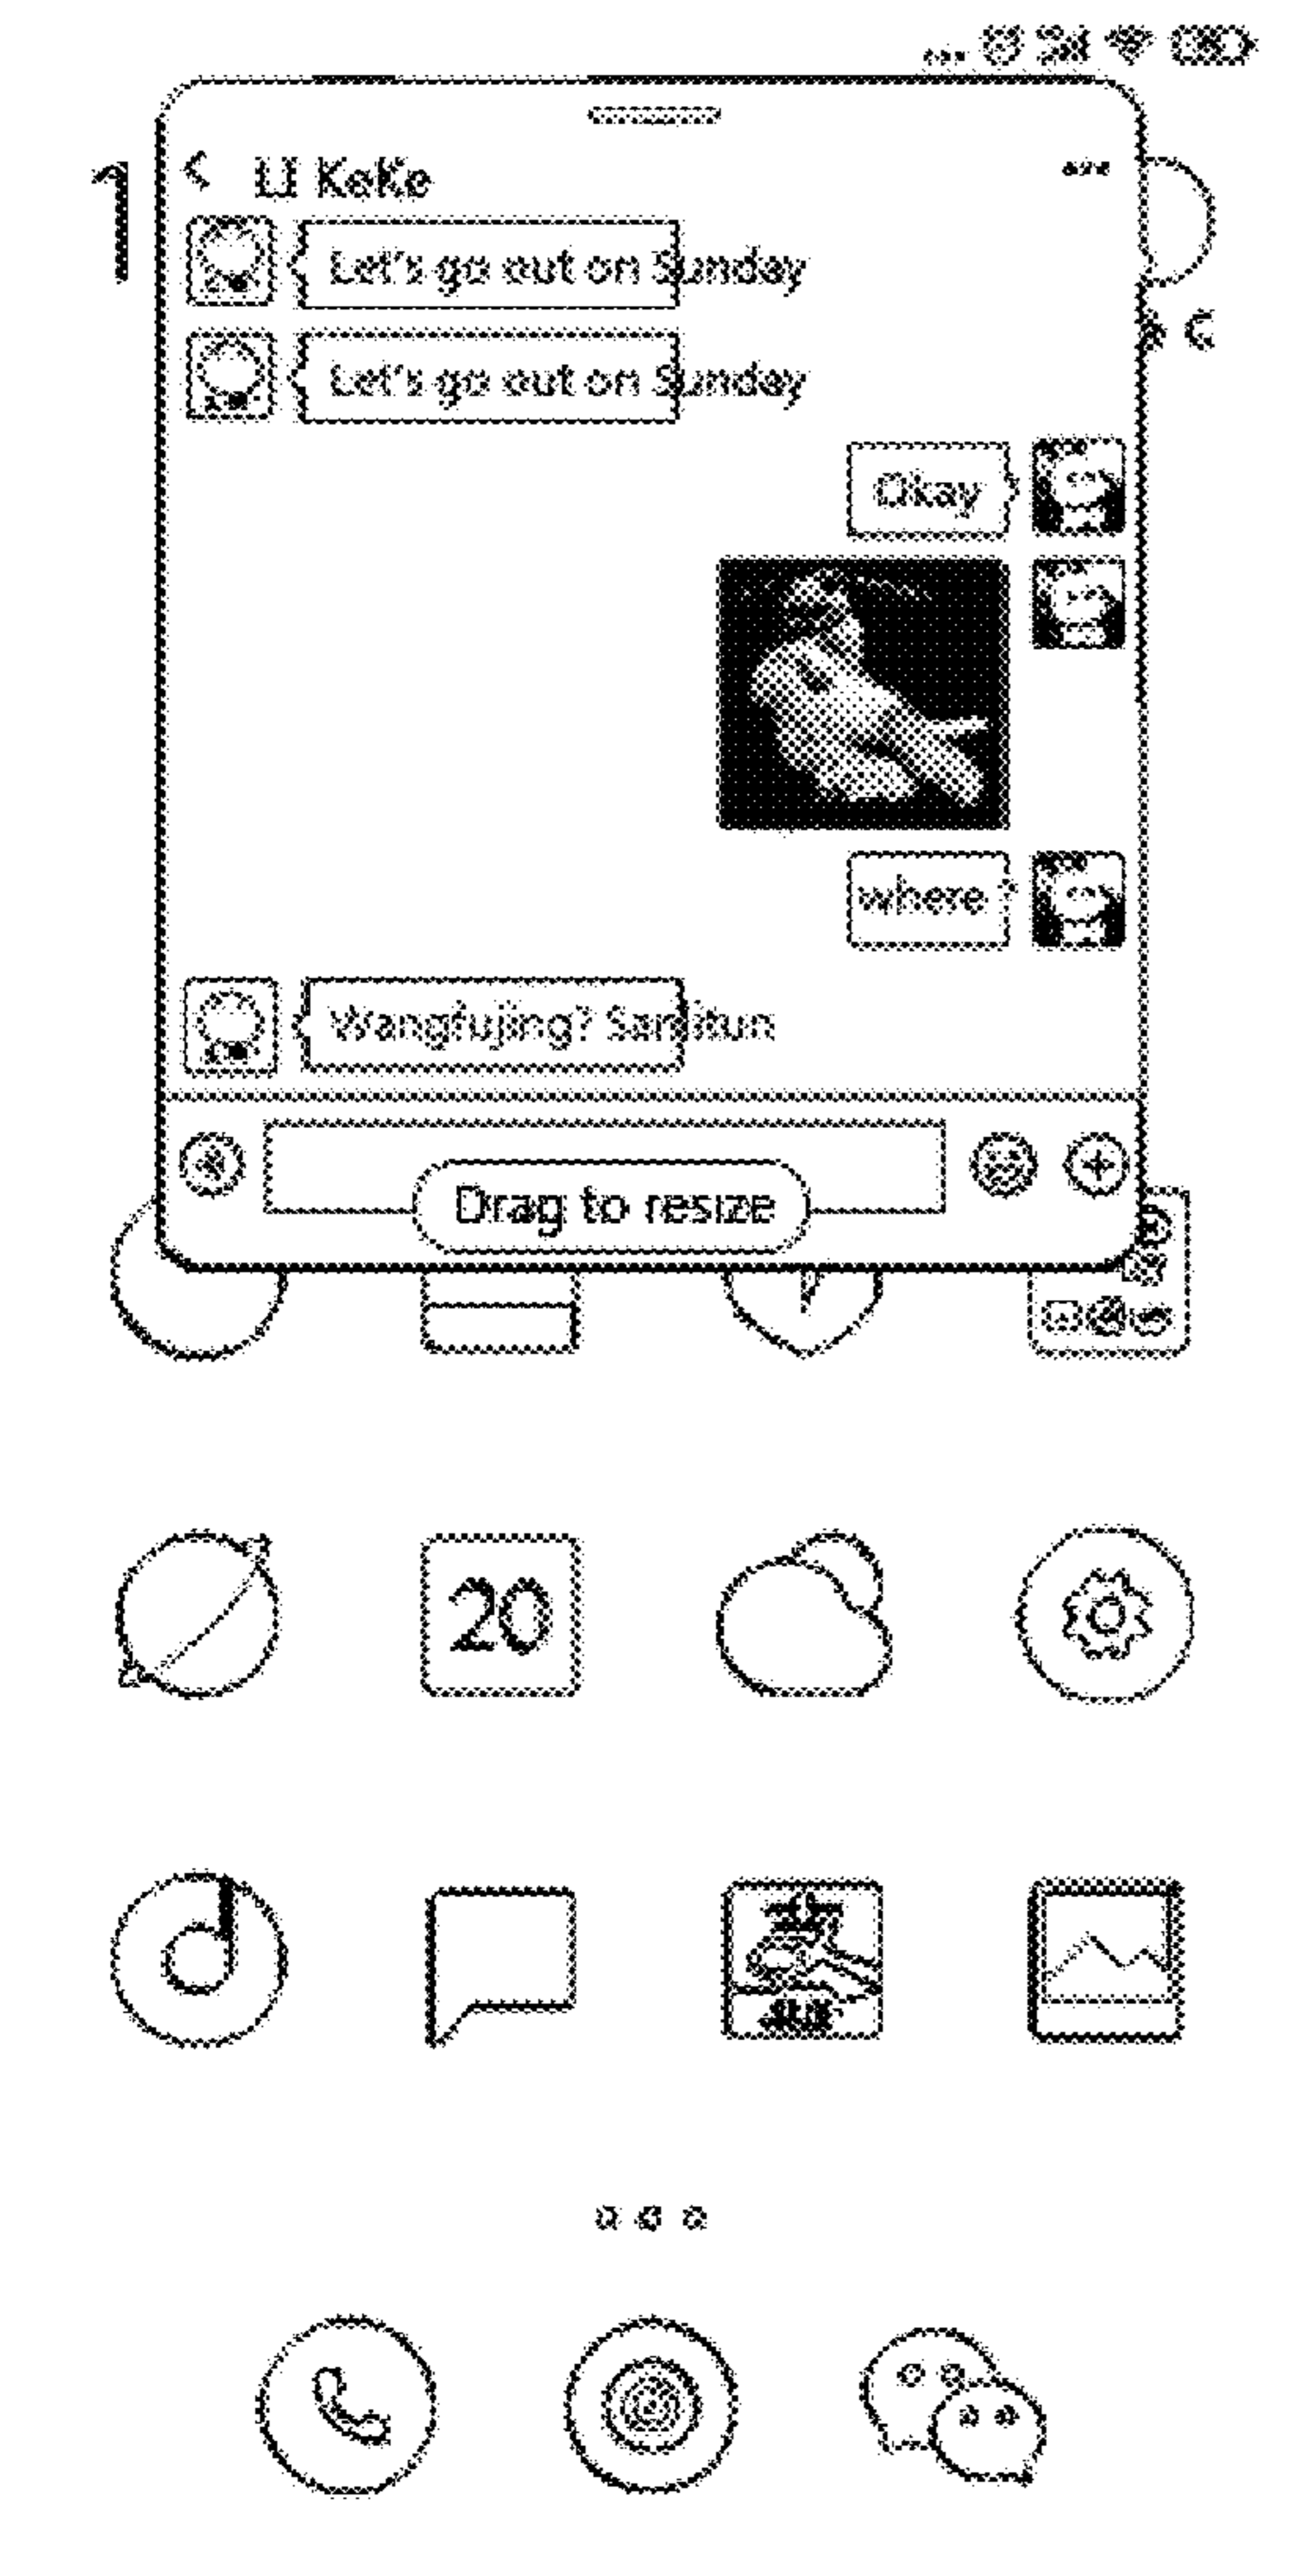 1
LI KeKe
Let's go out on Sunday
Let's go out on Sunday
Okay
where
Wangfujing? Sanlitun
Drag to resize
20